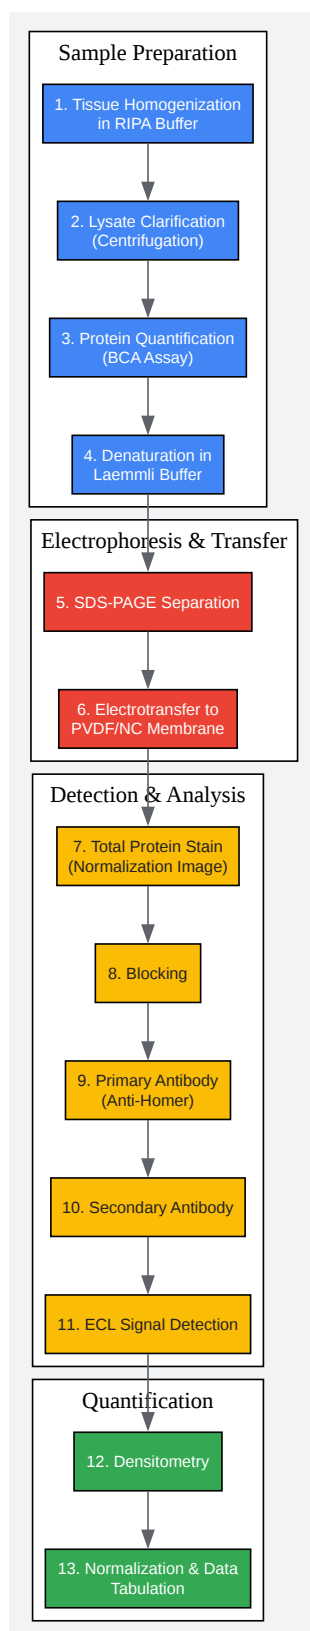 Sample Preparation
1. Tissue Homogenization
in RIPA Buffer
2. Lysate Clarification
(Centrifugation)
3. Protein Quantification
(BCA Assay)
4. Denaturation in
Laemmli Buffer
Electrophoresis & Transfer
5. SDS-PAGE Separation
6. Electrotransfer to
PVDF/NC Membrane
Detection & Analysis
7. Total Protein Stain
(Normalization Image)
8. Blocking
9. Primary Antibody
(Anti-Homer)
10. Secondary Antibody
11. ECL Signal Detection
Quantification
12. Densitometry
13. Normalization & Data
Tabulation